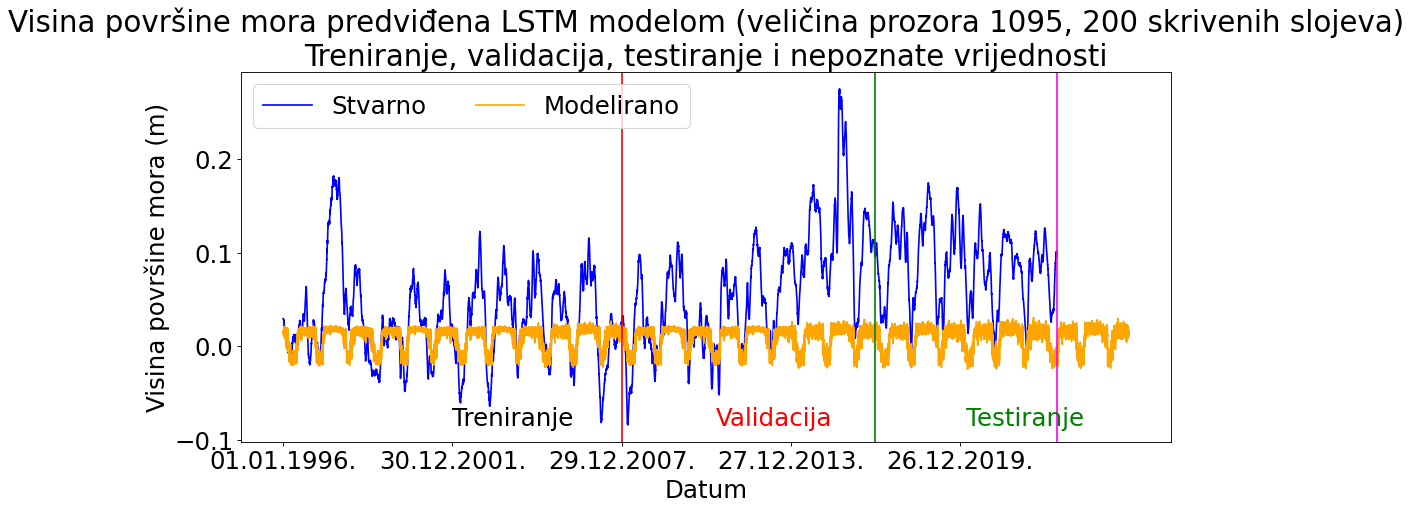 Visina površine mora predviđena LSTM modelom (veličina prozora 1095, 200 skrivenih slojeva)
Treniranje, validacija, testiranje i nepoznate vrijednosti
Stvarno
Modelirano
Visina površine mora (m)
0.2
0.1
0.0
−0.1
Treniranje
Validacija
Testiranje
01.01.1996.
30.12.2001.
29.12.2007.
27.12.2013.
26.12.2019.
Datum